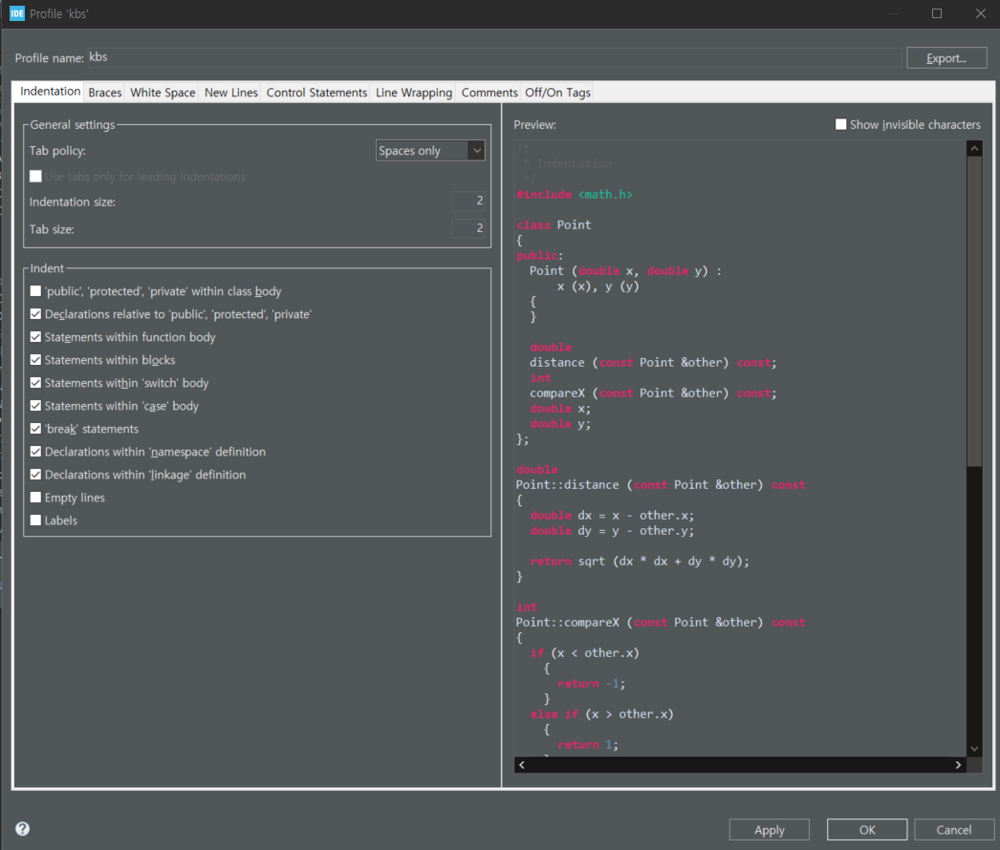 IDE Profile 'kbs'
Profile name: kbs
Export...
Indentation Braces White Space New Lines Control Statements Line Wrapping Comments Off/On Tags
General settings
Tab policy: Spaces only
Use tabs only for leading indentations
Indentation size: 2
Tab size: 2
Indent
'public', 'protected', 'private' within class body
Declarations relative to 'public', 'protected', 'private'
Statements within function body
Statements within blocks
Statements within 'switch' body
Statements within 'case' body
'break' statements
Declarations within 'namespace' definition
Declarations within 'linkage' definition
Empty lines
Labels
Preview: Show invisible characters
/*
 * Indentation
 */
#include <math.h>
class Point
{
public:
  Point (double x, double y) :
      x (x), y (y)
  {
  }
  double
  distance (const Point &other) const;
  int
  compareX (const Point &other) const;
  double x;
  double y;
};
double
Point::distance (const Point &other) const
{
  double dx = x - other.x;
  double dy = y - other.y;
  return sqrt (dx * dx + dy * dy);
}
int
Point::compareX (const Point &other) const
{
  if (x < other.x)
    {
      return -1;
    }
  else if (x > other.x)
    {
      return 1;
? Apply OK Cancel